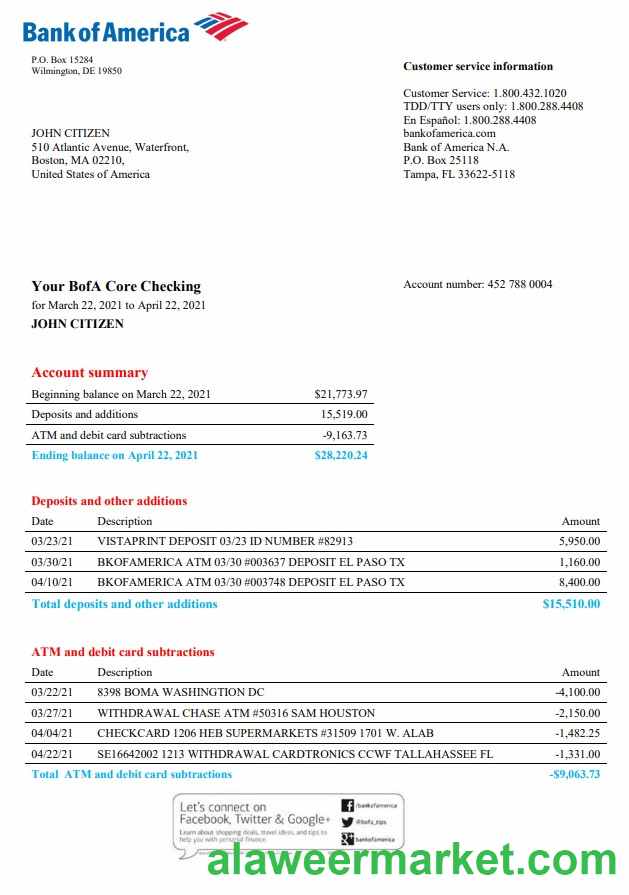 Bank of America
P.O. Box 15284
Wilmington, DE 19850
Customer service information
Customer Service: 1.800.432.1020
TDD/TTY users only: 1.800.288.4408
En Español: 1.800.288.4408
bankofamerica.com
Bank of America N.A.
P.O. Box 25118
Tampa, FL 33622-5118
JOHN CITIZEN
510 Atlantic Avenue, Waterfront,
Boston, MA 02210,
United States of America
Your BofA Core Checking
for March 22, 2021 to April 22, 2021
JOHN CITIZEN
Account number: 452 788 0004
Account summary
Beginning balance on March 22, 2021 $21,773.97
Deposits and additions 15,519.00
ATM and debit card subtractions -9,163.73
Ending balance on April 22, 2021 $28,220.24
Deposits and other additions
Date Description Amount
03/23/21 VISTAPRINT DEPOSIT 03/23 ID NUMBER #82913 5,950.00
03/30/21 BKOFAMERICA ATM 03/30 #003637 DEPOSIT EL PASO TX 1,160.00
04/10/21 BKOFAMERICA ATM 03/30 #003748 DEPOSIT EL PASO TX 8,400.00
Total deposits and other additions $15,510.00
ATM and debit card subtractions
Date Description Amount
03/22/21 8398 BOMA WASHINGTION DC -4,100.00
03/27/21 WITHDRAWAL CHASE ATM #50316 SAM HOUSTON -2,150.00
04/04/21 CHECKCARD 1206 HEB SUPERMARKETS #31509 1701 W. ALAB -1,482.25
04/22/21 SE16642002 1213 WITHDRAWAL CARDTRONICS CCWF TALLAHASSEE FL -1,331.00
Total ATM and debit card subtractions -$9,063.73
Let's connect on
Facebook, Twitter & Google+
Learn about shopping deals, travel ideas, and tips to
help you with personal finance.
/bankofamerica
@bofa_tips
bankofamerica
alaweermarket.com